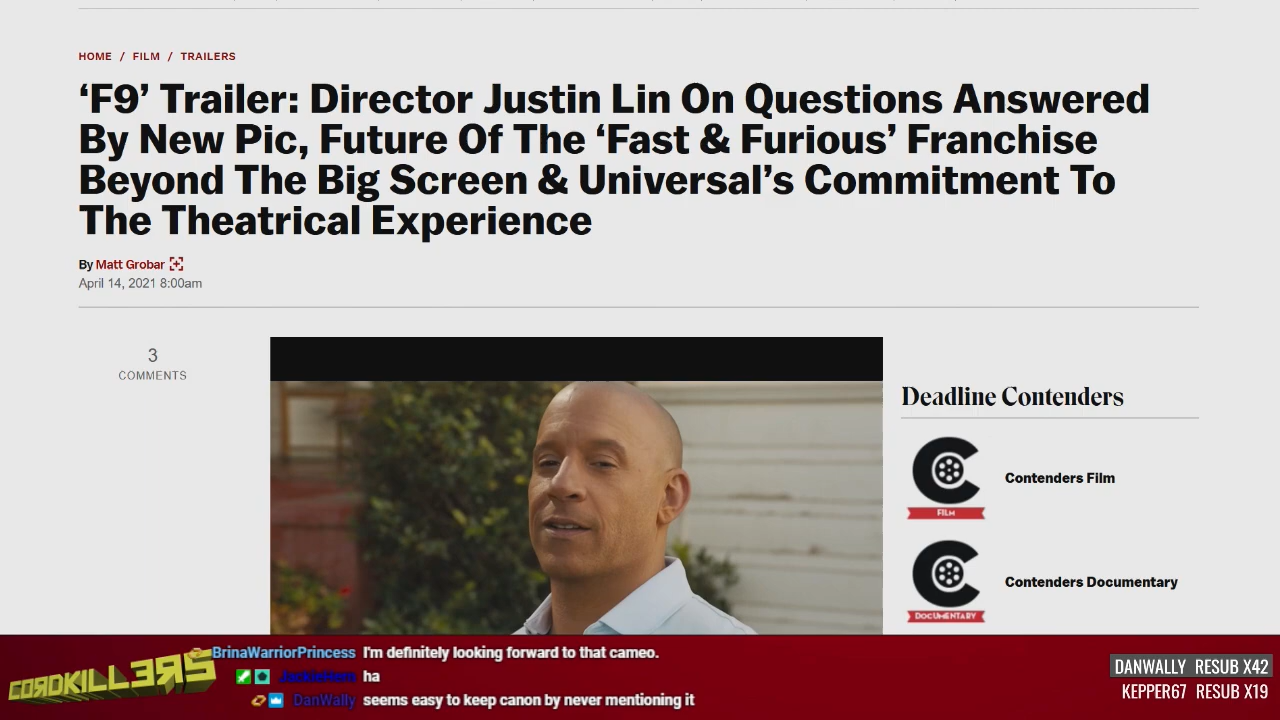 HOME / FILM / TRAILERS
‘F9’ Trailer: Director Justin Lin On Questions Answered
By New Pic, Future Of The ‘Fast & Furious’ Franchise
Beyond The Big Screen & Universal’s Commitment To
The Theatrical Experience
By Matt Grobar
April 14, 2021 8:00am
3
COMMENTS
Deadline Contenders
FILM
Contenders Film
DOCUMENTARY
Contenders Documentary
CORDKILLERS
BrinaWarriorPrincess I'm definitely looking forward to that cameo.
ha
DanWally seems easy to keep canon by never mentioning it
DANWALLY RESUB X42
KEPPER67 RESUB X19